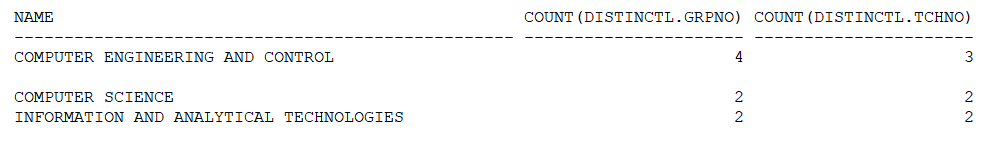 NAME COUNT(DISTINCTL.GRPNO) COUNT(DISTINCTL.TCHNO)
-------------------------------------------------- ---------------------- ----------------------
COMPUTER ENGINEERING AND CONTROL 4 3
COMPUTER SCIENCE 2 2
INFORMATION AND ANALYTICAL TECHNOLOGIES 2 2